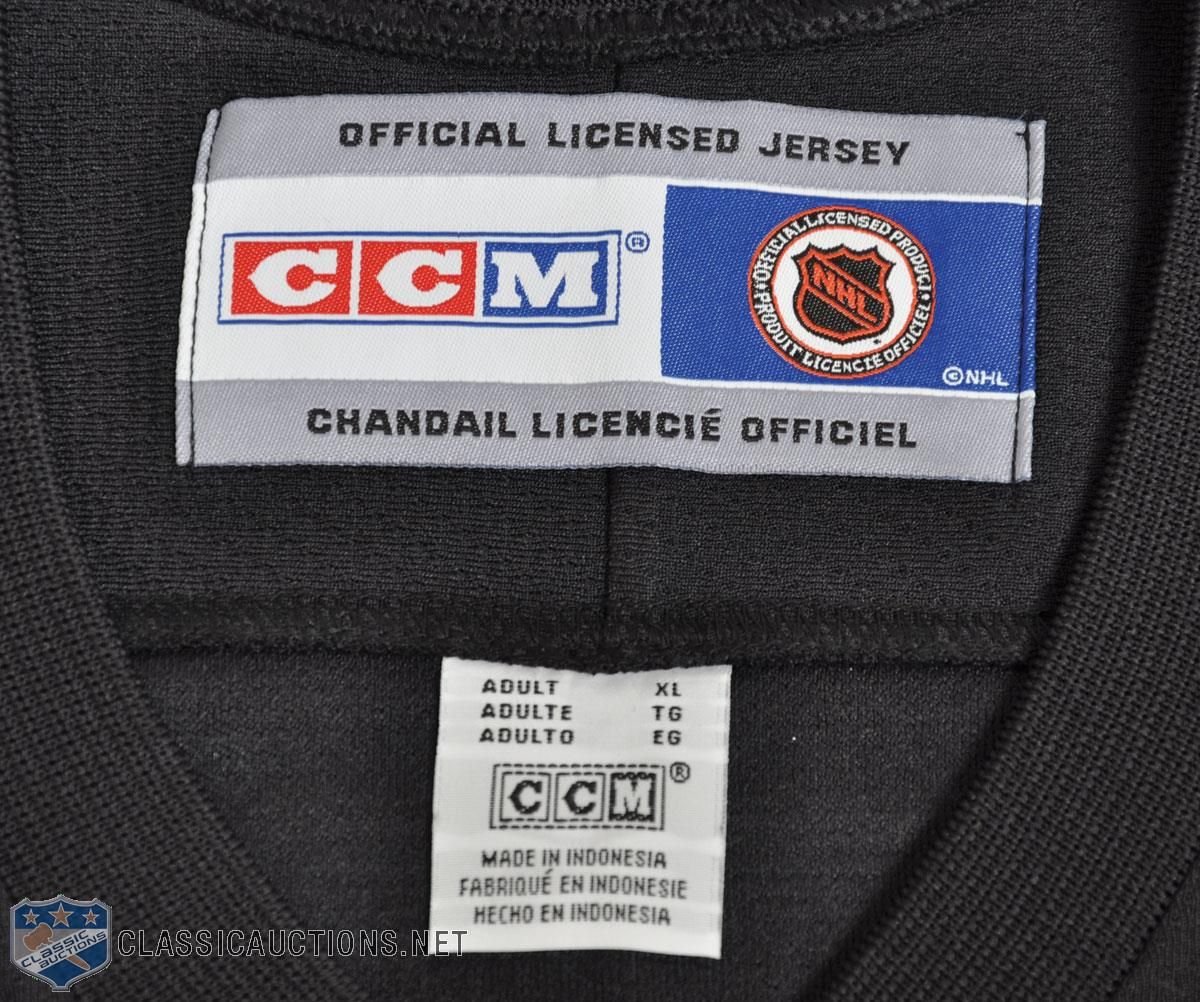 OFFICIAL LICENSED JERSEY
CCM ®
OFFICIAL LICENSED PRODUCT
NHL
PRODUIT LICENCIE OFFICIEL
©NHL
CHANDAIL LICENCIÉ OFFICIEL
ADULT XL
ADULTE TG
ADULTO EG
CCM ®
MADE IN INDONESIA
FABRIQUÉ EN INDONESIE
HECHO EN INDONESIA
CLASSIC
AUCTIONS
CLASSICAUCTIONS.NET